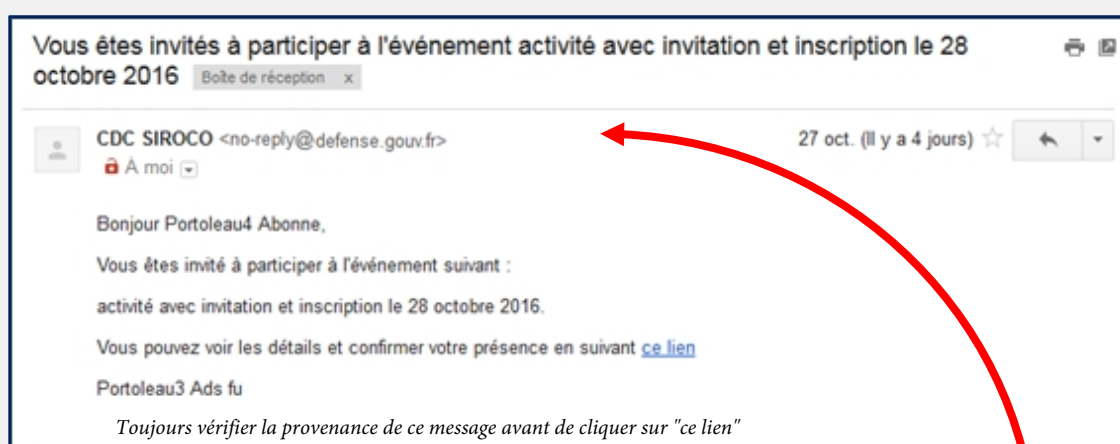 Vous êtes invités à participer à l'événement activité avec invitation et inscription le 28
octobre 2016 Boîte de réception x
CDC SIROCO <no-reply@defense.gouv.fr> 27 oct. (Il y a 4 jours)
À moi
Bonjour Portoleau4 Abonne,
Vous êtes invité à participer à l'événement suivant :
activité avec invitation et inscription le 28 octobre 2016.
Vous pouvez voir les détails et confirmer votre présence en suivant ce lien
Portoleau3 Ads fu
Toujours vérifier la provenance de ce message avant de cliquer sur "ce lien"